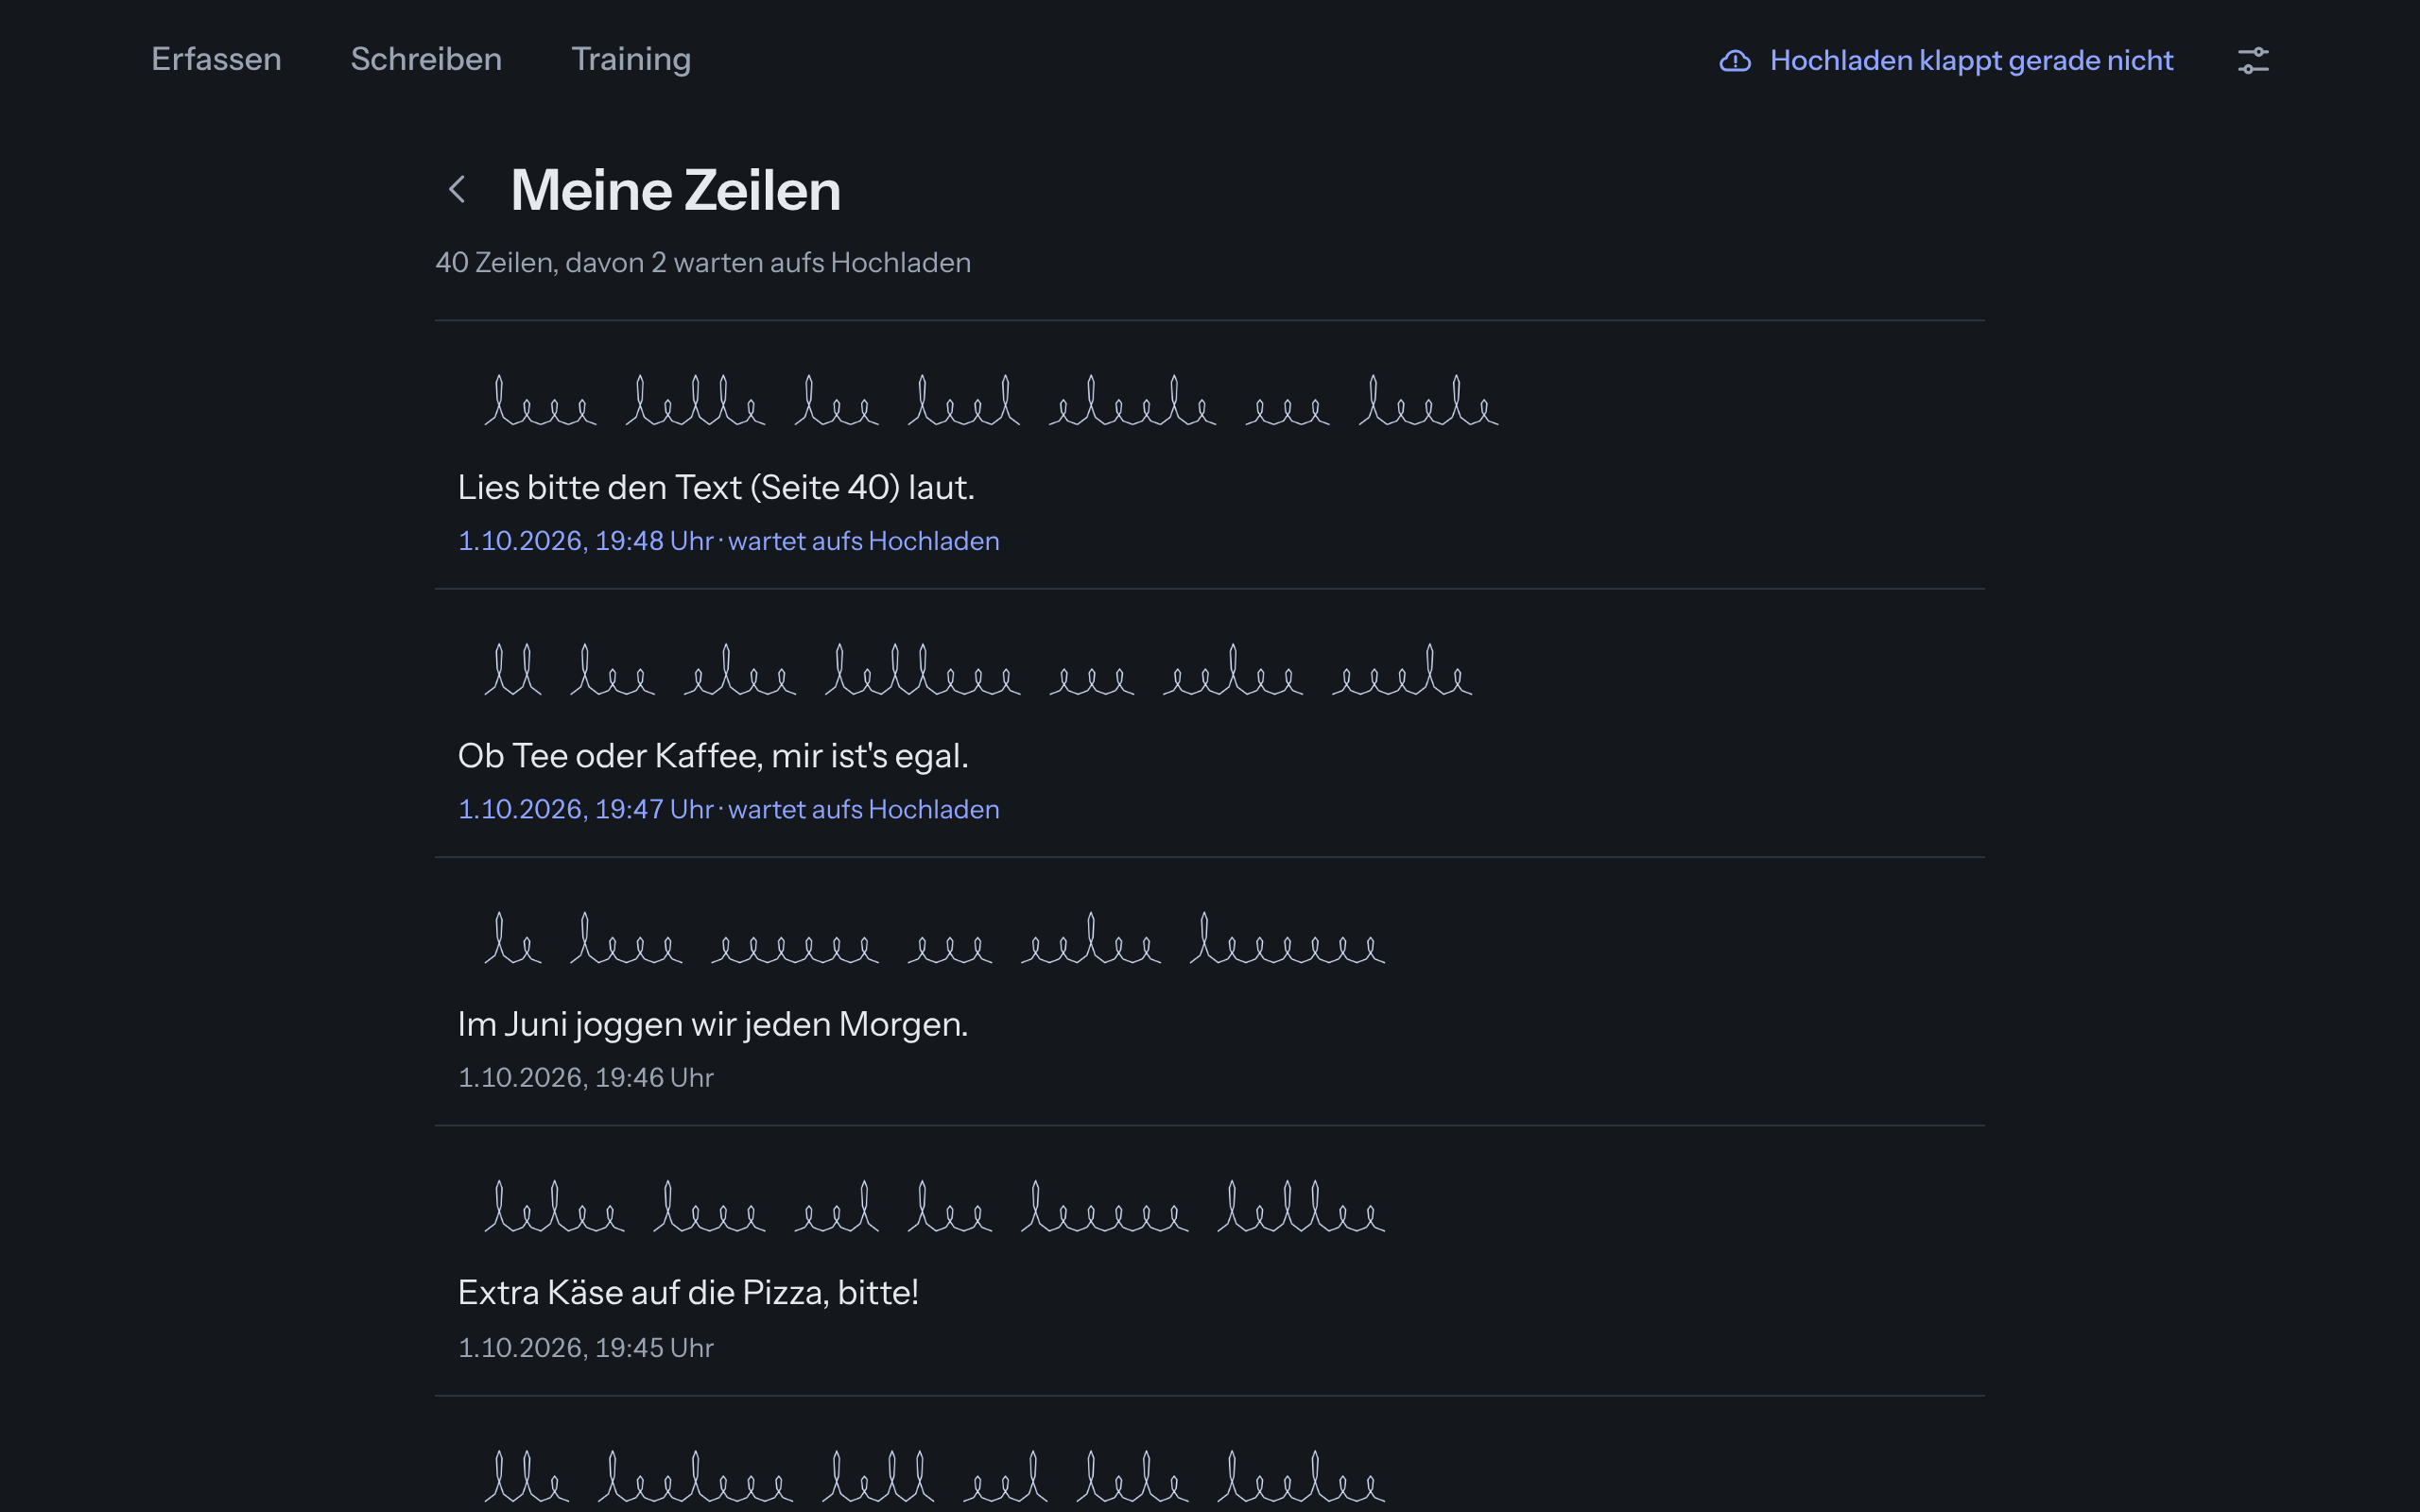 Erfassen Schreiben Training Hochladen klappt gerade nicht
Meine Zeilen
40 Zeilen, davon 2 warten aufs Hochladen
Lies bitte den Text (Seite 40) laut.
1.10.2026, 19:48 Uhr · wartet aufs Hochladen
Ob Tee oder Kaffee, mir ist's egal.
1.10.2026, 19:47 Uhr · wartet aufs Hochladen
Im Juni joggen wir jeden Morgen.
1.10.2026, 19:46 Uhr
Extra Käse auf die Pizza, bitte!
1.10.2026, 19:45 Uhr